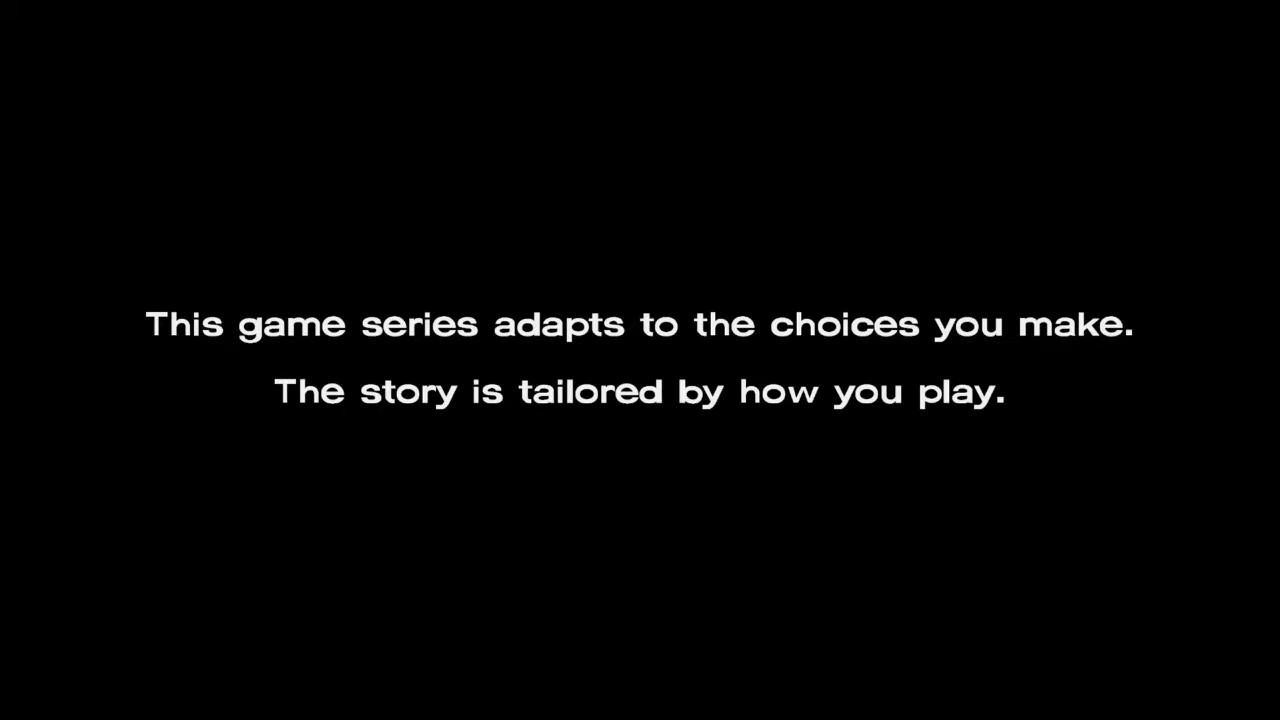 This game series adapts to the choices you make.
The story is tailored by how you play.